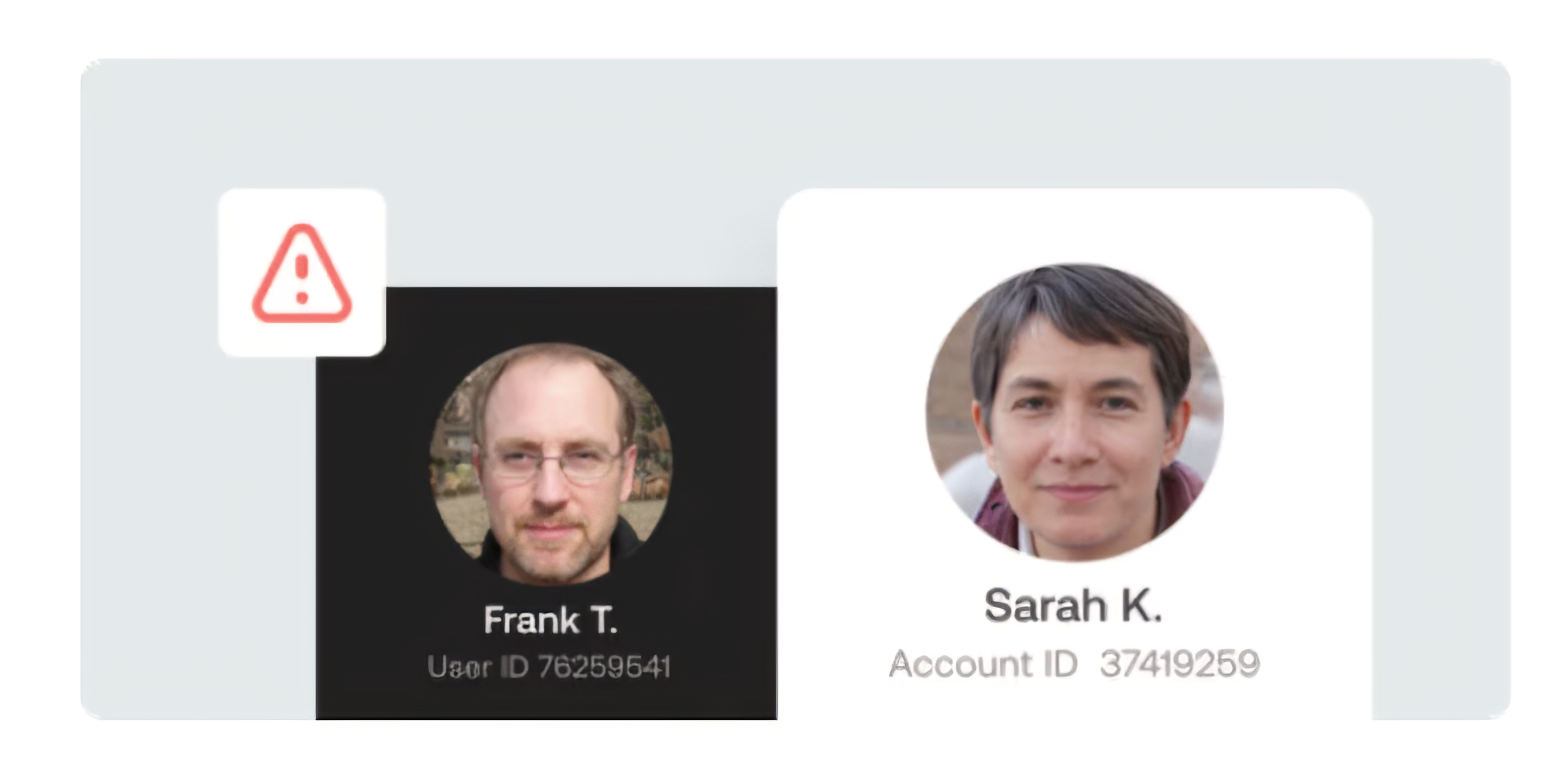 Frank T.
User ID 76259541
Sarah K.
Account ID 37419259